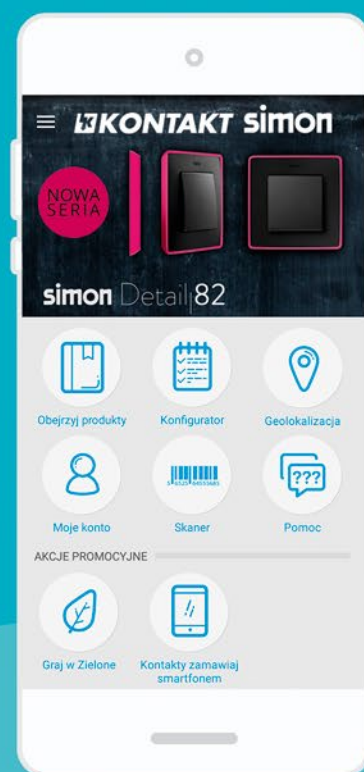 KONTAKT simon
NOWA
SERIA
simon Detail 82
Obejrzyj produkty
Konfigurator
Geolokalizacja
Moje konto
Skaner
???
Pomoc
AKCJE PROMOCYJNE
Graj w Zielone
Kontakty zamawiaj
smartfonem